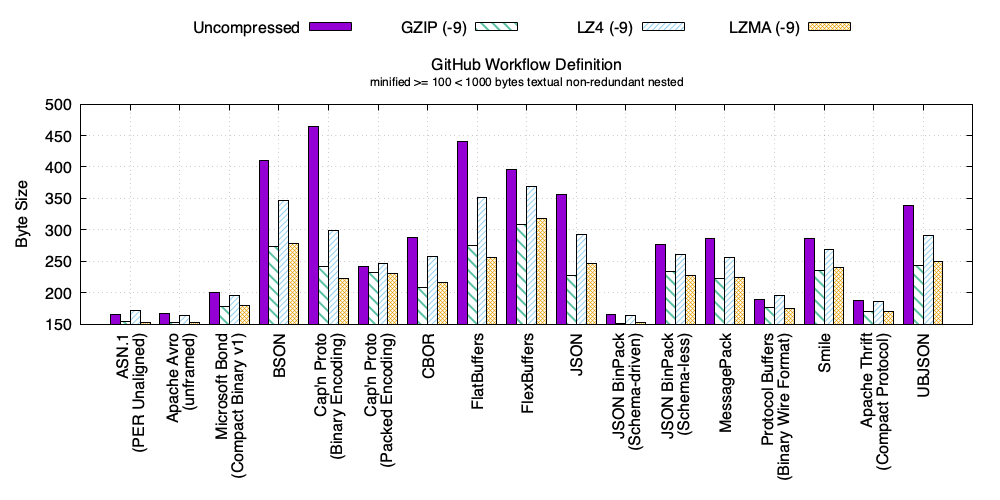 Uncompressed GZIP (-9) LZ4 (-9) LZMA (-9)
GitHub Workflow Definition
minified >= 100 < 1000 bytes textual non-redundant nested
Byte Size
500
450
400
350
300
250
200
150
ASN.1
(PER Unaligned)
Apache Avro
(unframed)
Microsoft Bond
(Compact Binary v1)
BSON
Cap'n Proto
(Binary Encoding)
Cap'n Proto
(Packed Encoding)
CBOR
FlatBuffers
FlexBuffers
JSON
JSON BinPack
(Schema-driven)
JSON BinPack
(Schema-less)
MessagePack
Protocol Buffers
(Binary Wire Format)
Smile
Apache Thrift
(Compact Protocol)
UBJSON